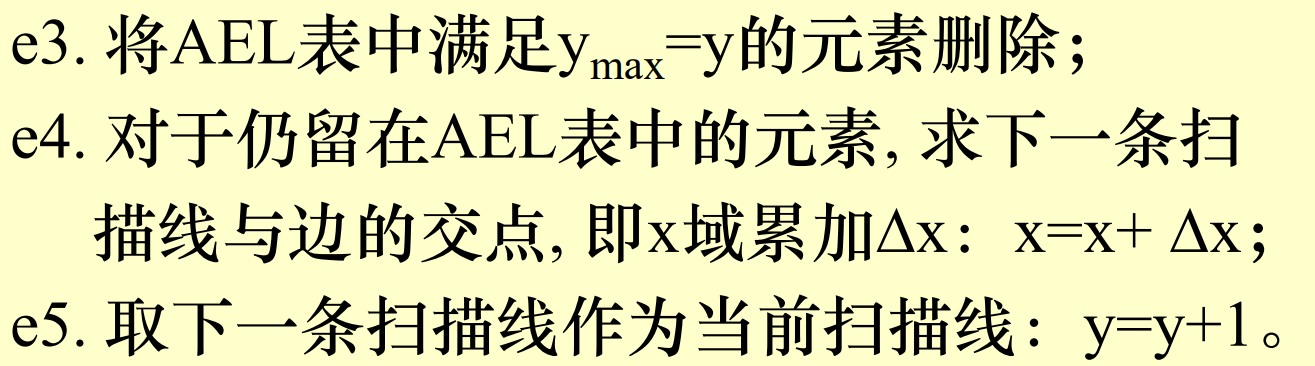 e3. 将AEL表中满足ymax=y的元素删除；
e4. 对于仍留在AEL表中的元素, 求下一条扫
描线与边的交点, 即x域累加Δx：x=x+ Δx；
e5. 取下一条扫描线作为当前扫描线：y=y+1。